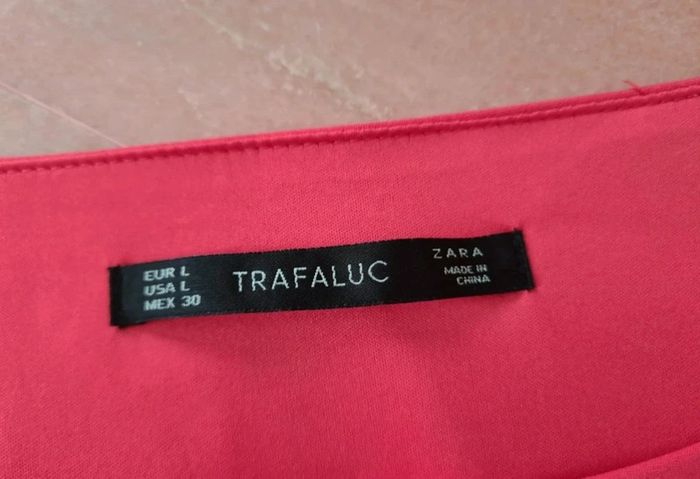 EUR L
USA L
MEX 30
TRAFALUC
ZARA
MADE IN
CHINA